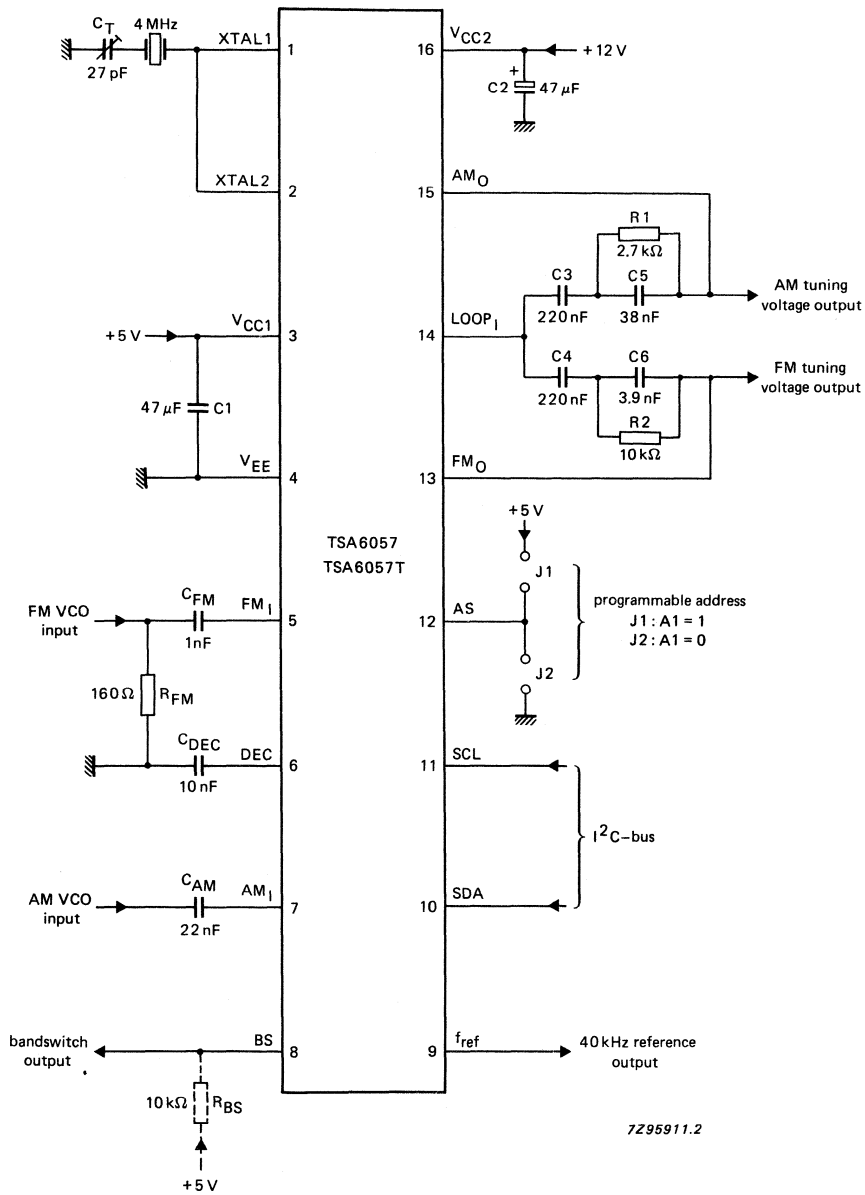 C_T
4 MHz
27 pF
XTAL1
1
XTAL2
2
+5 V
V_CC1
3
47 µF
C1
V_EE
4
FM VCO
input
C_FM
1nF
FM_I
5
160Ω
R_FM
C_DEC
10 nF
DEC
6
AM VCO
input
C_AM
22 nF
AM_I
7
bandswitch
output
BS
8
10 kΩ
R_BS
+5 V
TSA6057
TSA6057T
16
V_CC2
+12 V
+
C2
47 µF
15
AM_O
R1
2.7 kΩ
C3
220 nF
C5
38 nF
AM tuning
voltage output
14
LOOP_I
C4
220 nF
C6
3.9 nF
R2
10 kΩ
FM tuning
voltage output
13
FM_O
+5 V
J1
12
AS
J2
programmable address
J1 : A1 = 1
J2 : A1 = 0
11
SCL
I²C-bus
10
SDA
9
f_ref
40 kHz reference
output
7Z95911.2